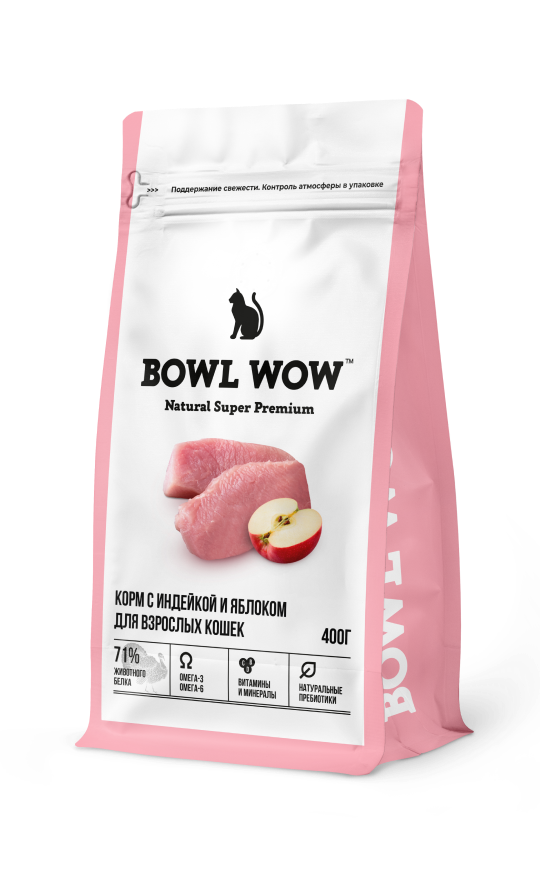 >>> Поддержание свежести. Контроль атмосферы в упаковке
BOWL WOW™
Natural Super Premium
КОРМ С ИНДЕЙКОЙ И ЯБЛОКОМ
ДЛЯ ВЗРОСЛЫХ КОШЕК
400Г
71%
ЖИВОТНОГО
БЕЛКА
ОМЕГА-3
ОМЕГА-6
ВИТАМИНЫ
И МИНЕРАЛЫ
НАТУРАЛЬНЫЕ
ПРЕБИОТИКИ
BOWL W